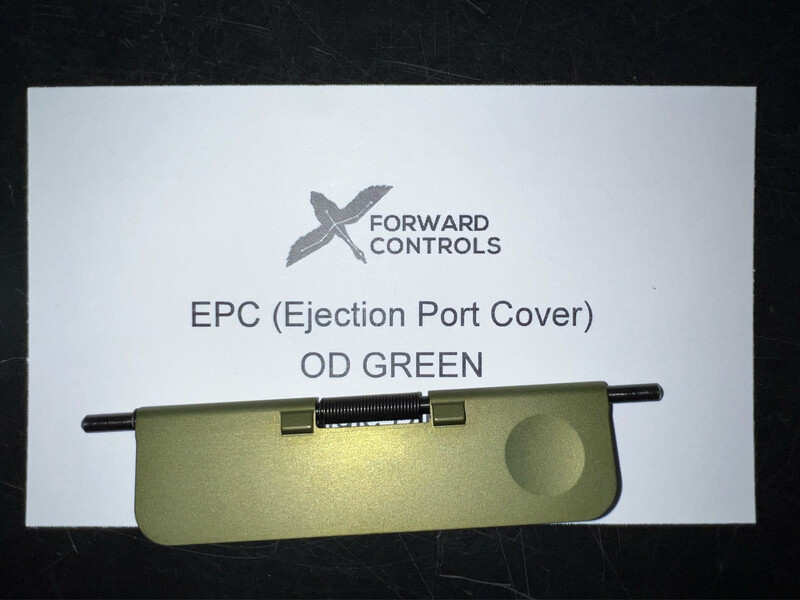 FORWARD
CONTROLS
EPC (Ejection Port Cover)
OD GREEN